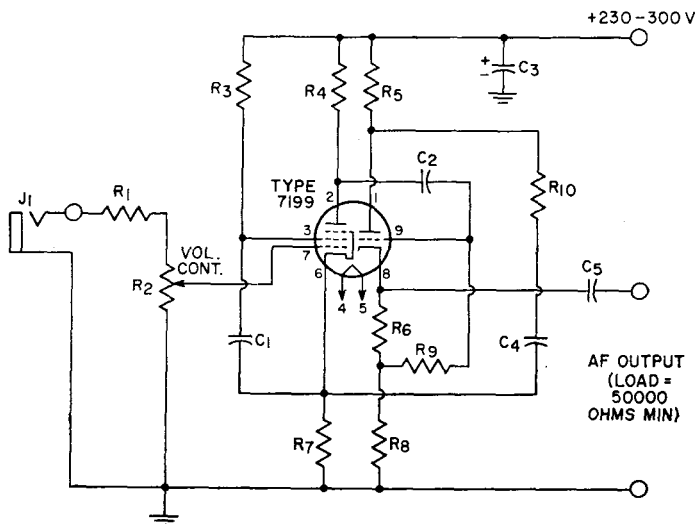 +230-300 V
R3
R4
R5
+
-
C3
C2
TYPE
7199
2
1
R10
J1
R1
3
9
7
VOL.
CONT.
R2
6
8
4
5
C5
R6
C1
R9
C4
AF OUTPUT
(LOAD =
50000
OHMS MIN)
R7
R8